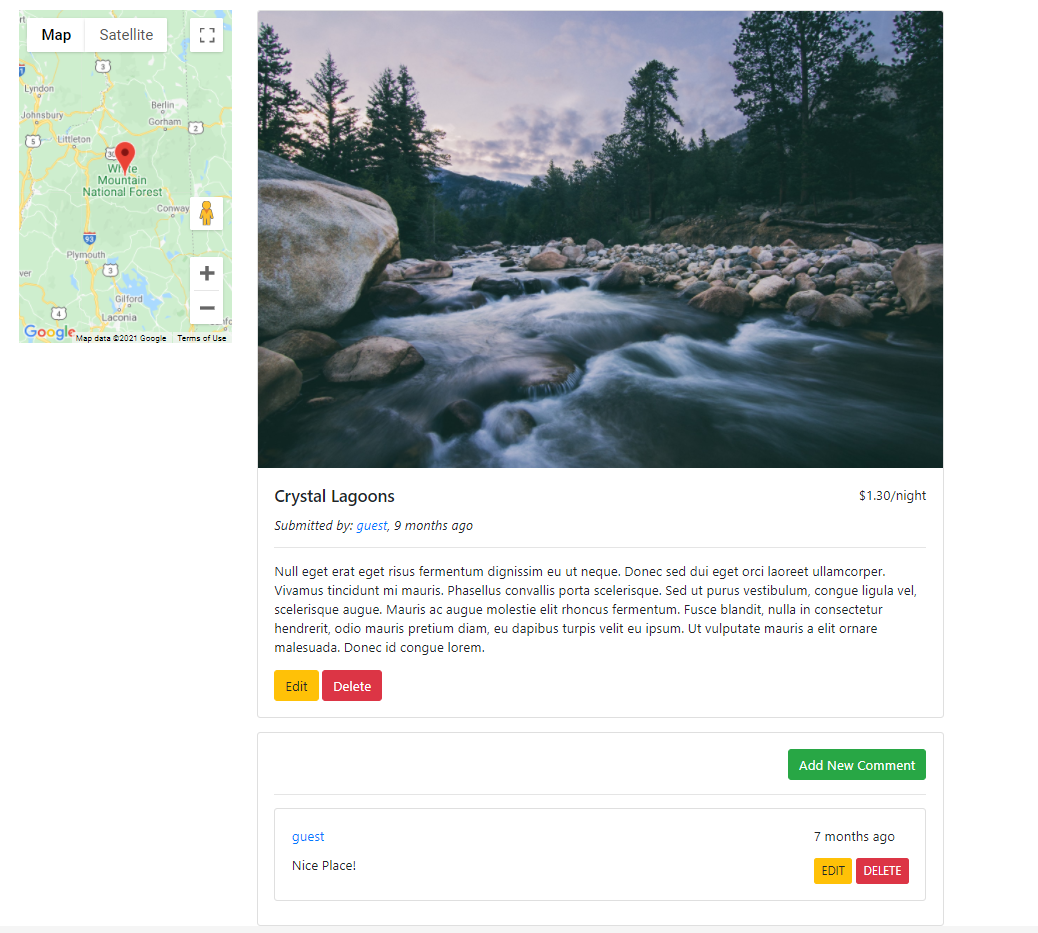 Map Satellite
3
Lyndon
Berlin
Johnsbury
Gorham
2
5
Littleton
White
Mountain
National Forest
Conway
93
Plymouth
3
Gilford
4
Laconia
Google
Map data ©2021 Google
Terms of Use
Crystal Lagoons
$1.30/night
Submitted by: guest, 9 months ago
Null eget erat eget risus fermentum dignissim eu ut neque. Donec sed dui eget orci laoreet ullamcorper.
Vivamus tincidunt mi mauris. Phasellus convallis porta scelerisque. Sed ut purus vestibulum, congue ligula vel,
scelerisque augue. Mauris ac augue molestie elit rhoncus fermentum. Fusce blandit, nulla in consectetur
hendrerit, odio mauris pretium diam, eu dapibus turpis velit eu ipsum. Ut vulputate mauris a elit ornare
malesuada. Donec id congue lorem.
Edit Delete
Add New Comment
guest
7 months ago
Nice Place!
EDIT DELETE